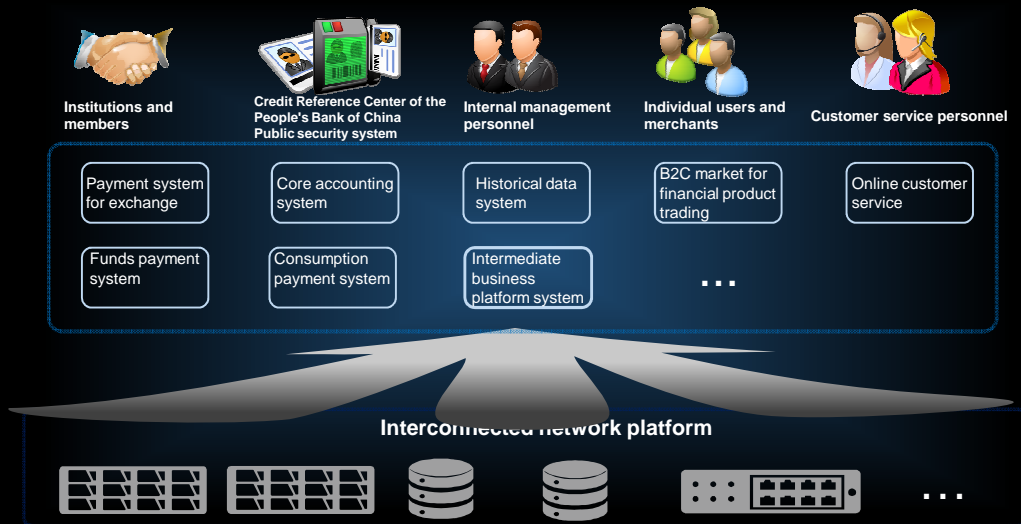 Institutions and
members
Credit Reference Center of the
People's Bank of China
Public security system
Internal management
personnel
Individual users and
merchants
Customer service personnel
Payment system
for exchange
Core accounting
system
Historical data
system
B2C market for
financial product
trading
Online customer
service
Funds payment
system
Consumption
payment system
Intermediate
business
platform system
...
Interconnected network platform
...